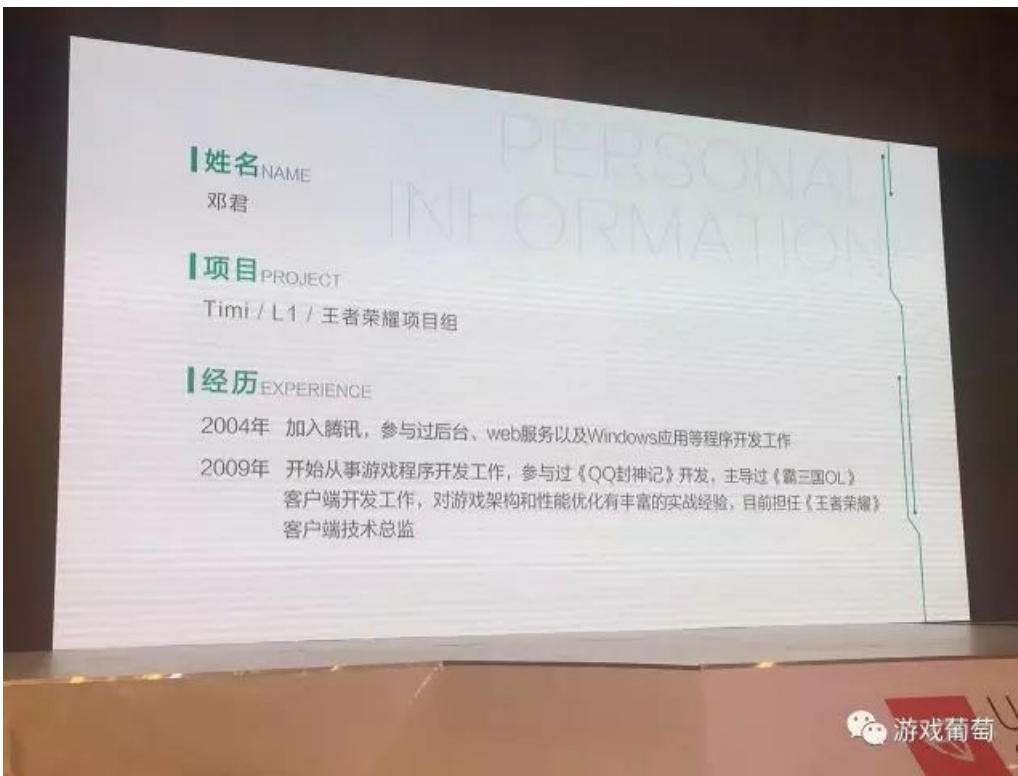 PERSONAL
INFORMATION
姓名NAME
邓君
项目PROJECT
Timi / L1 / 王者荣耀项目组
经历EXPERIENCE
2004年 加入腾讯，参与过后台、web服务以及Windows应用等程序开发工作
2009年 开始从事游戏程序开发工作，参与过《QQ封神记》开发，主导过《霸三国OL》
客户端开发工作，对游戏架构和性能优化有丰富的实战经验，目前担任《王者荣耀》
客户端技术总监
游戏葡萄